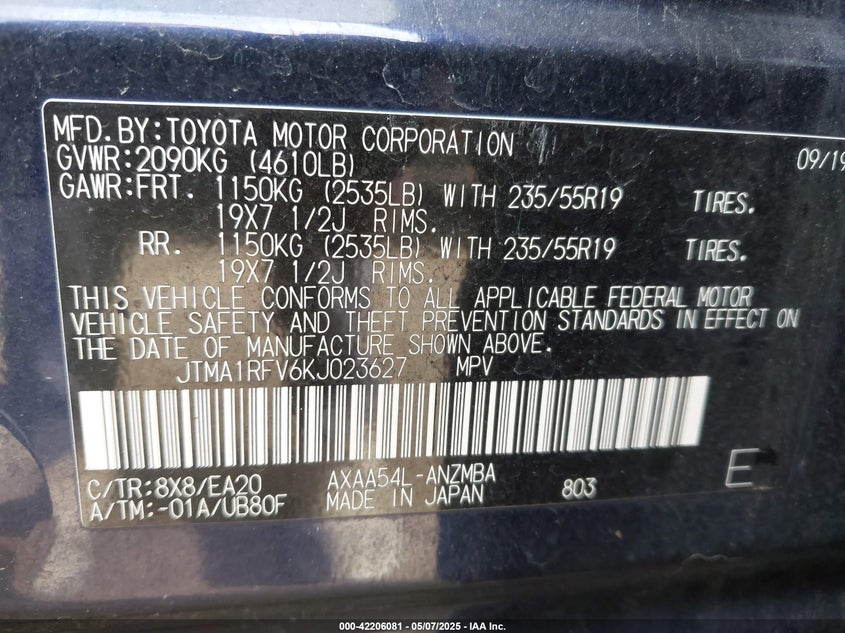 MFD.BY:TOYOTA MOTOR CORPORATION 09/19
GVWR:2090KG (4610LB)
GAWR:FRT. 1150KG (2535LB) WITH 235/55R19 TIRES.
19X7 1/2J RIMS.
RR. 1150KG (2535LB) WITH 235/55R19 TIRES.
19X7 1/2J RIMS.
THIS VEHICLE CONFORMS TO ALL APPLICABLE FEDERAL MOTOR
VEHICLE SAFETY AND THEFT PREVENTION STANDARDS IN EFFECT ON
THE DATE OF MANUFACTURE SHOWN ABOVE.
JTMA1RFV6KJ023627 MPV
C/TR:8X8/EA20 AXAA54L-ANZMBA 803 E
A/TM:-01A/UB80F MADE IN JAPAN
000-42206081 | 05/07/2025 - IAA Inc.